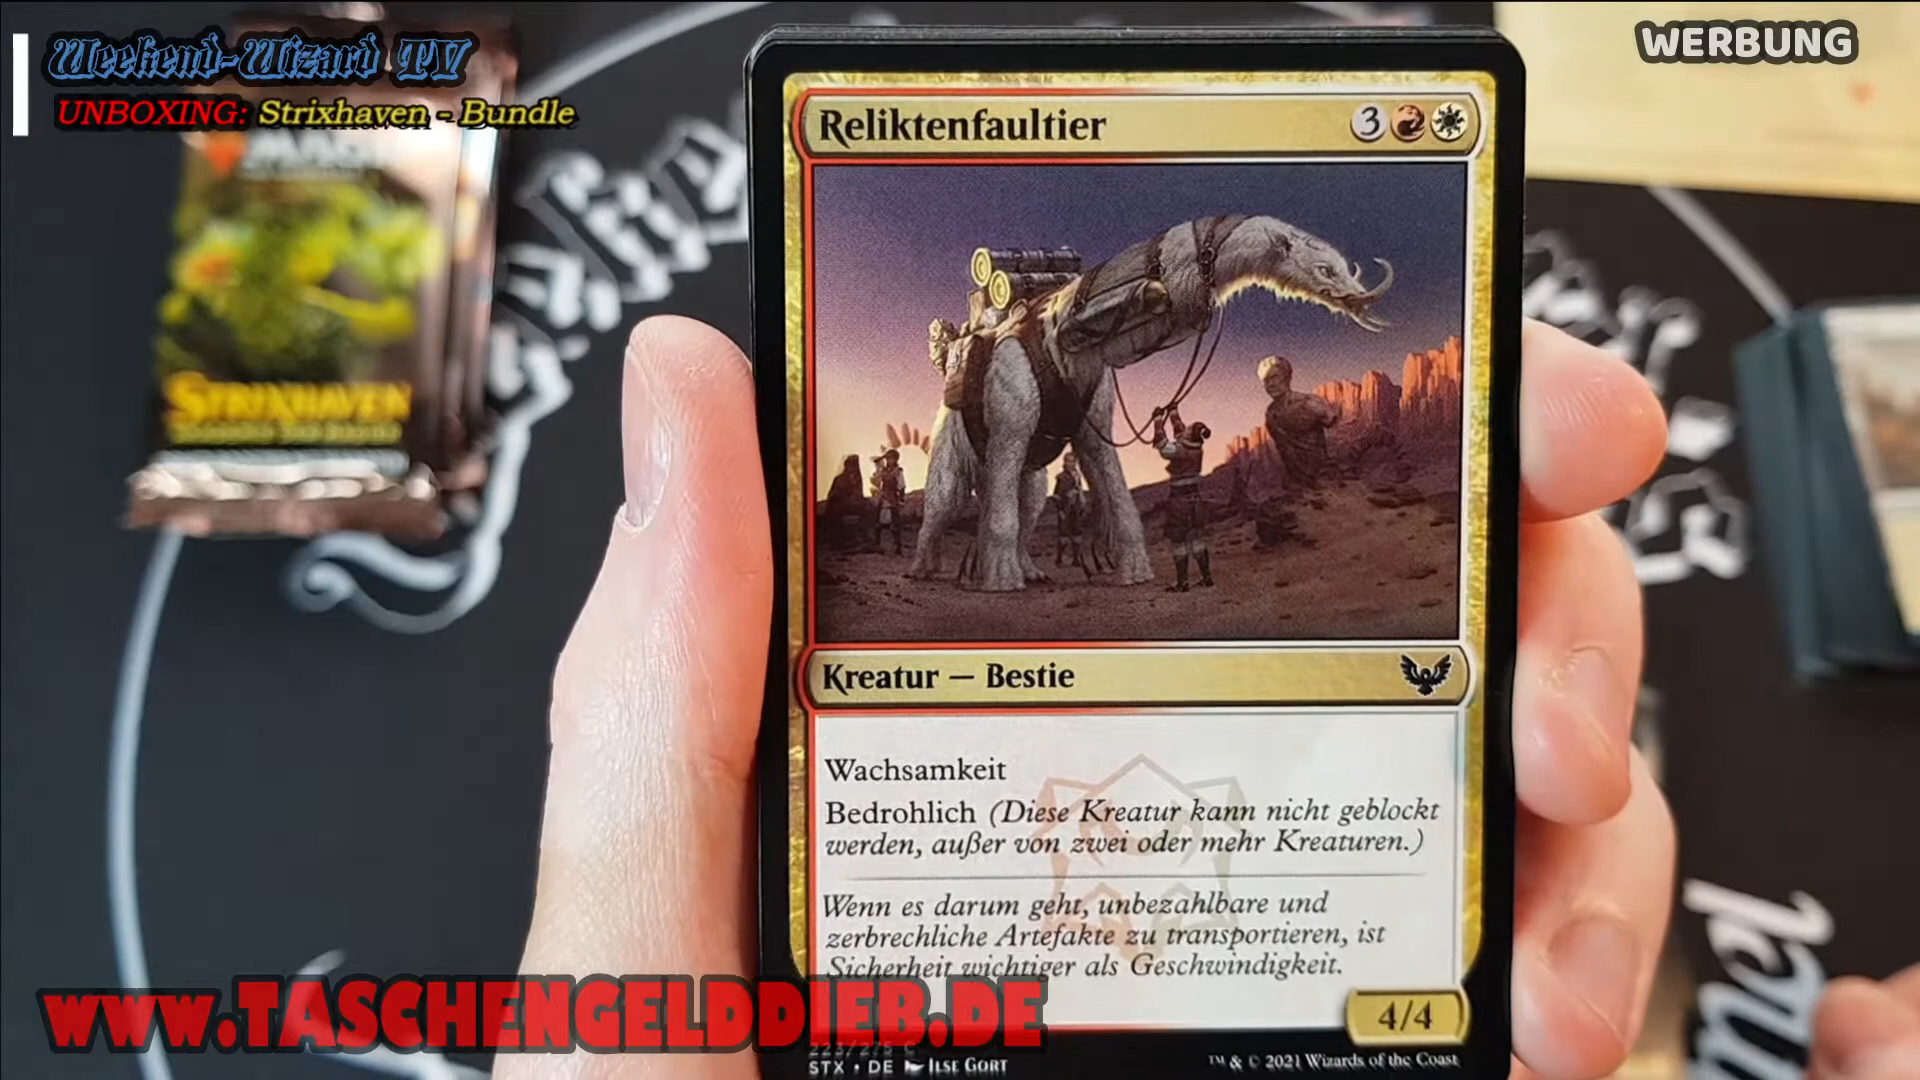 Weekend-Wizard TV
WERBUNG
UNBOXING: Strixhaven - Bundle
Reliktenfaultier
3
STRIXHAVEN
Kreatur — Bestie
Wachsamkeit
Bedrohlich (Diese Kreatur kann nicht geblockt
werden, außer von zwei oder mehr Kreaturen.)
Wenn es darum geht, unbezahlbare und
zerbrechliche Artefakte zu transportieren, ist
Sicherheit wichtiger als Geschwindigkeit.
www.TASCHENGELDDIEB.DE
4/4
223/275 C
STX • DE ILSE GORT
™ & © 2021 Wizards of the Coast